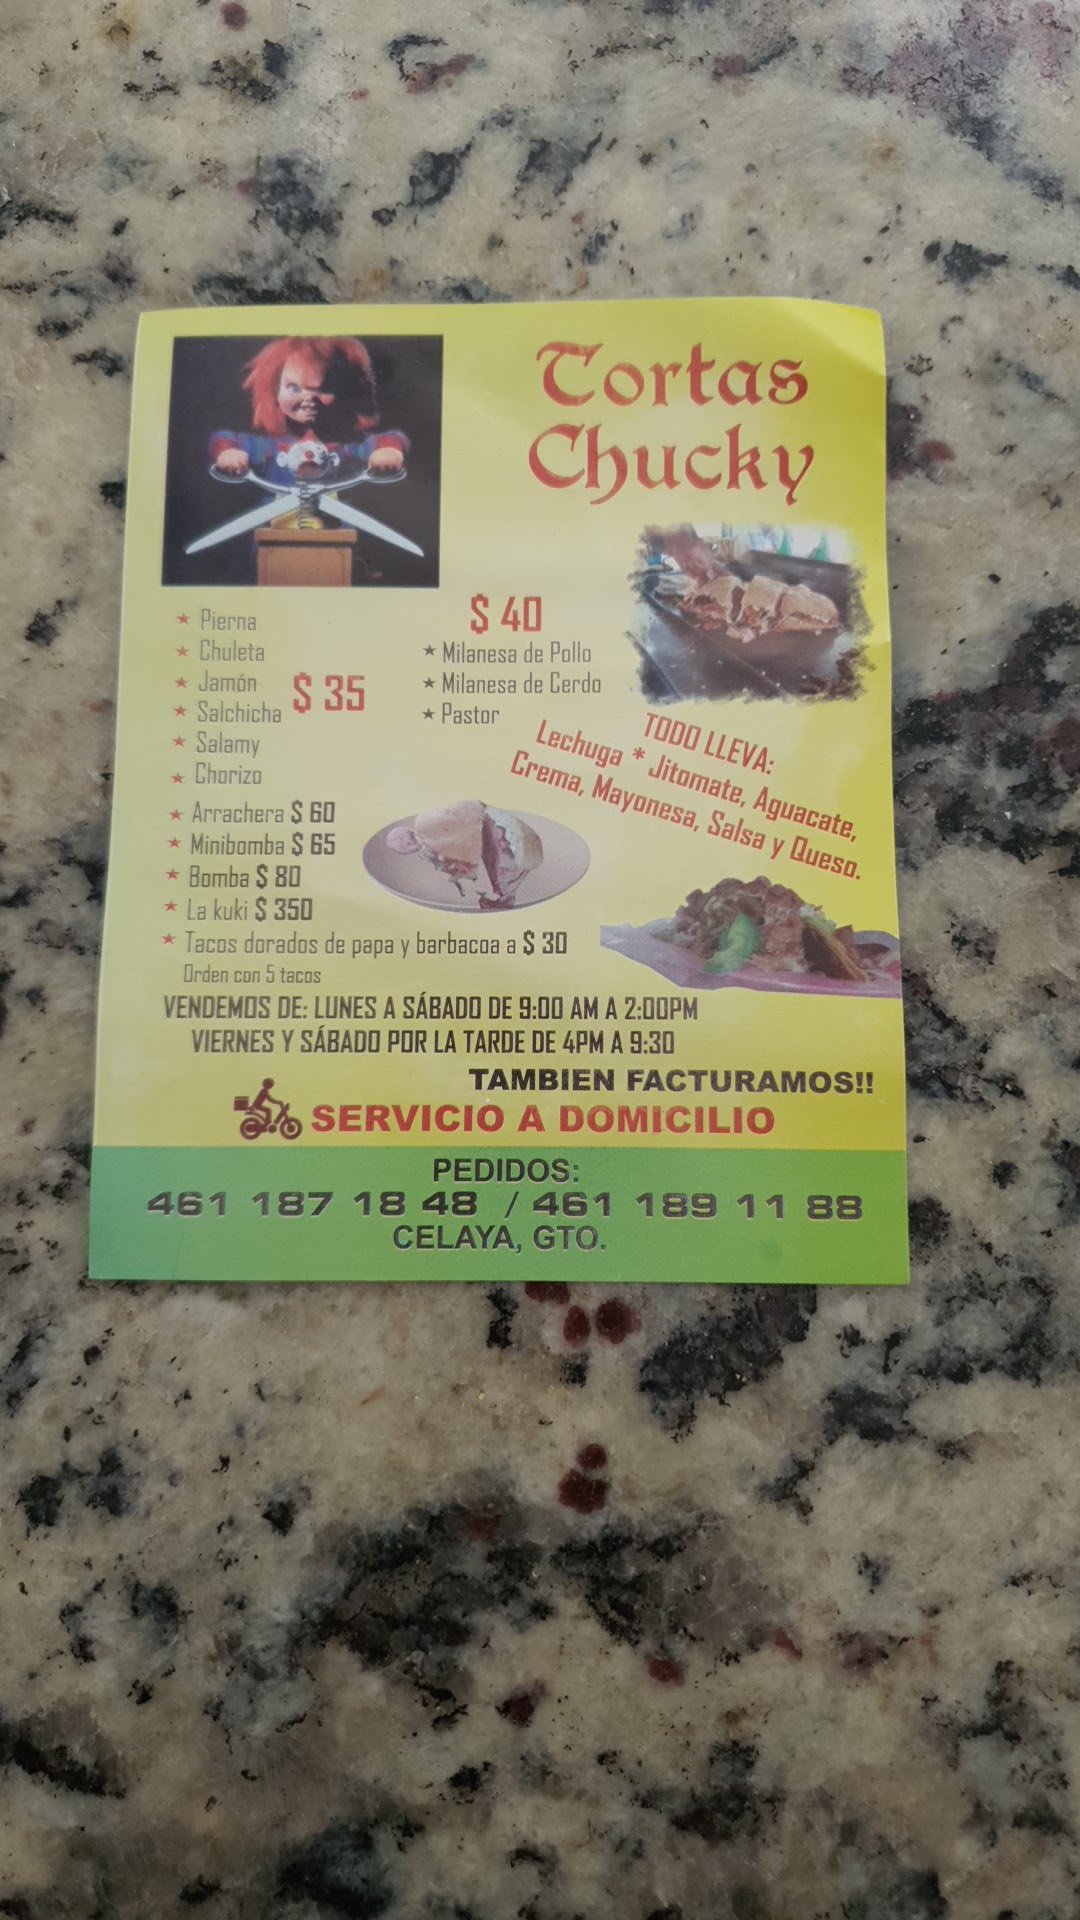 Tortas
Chucky
★ Pierna
★ Chuleta
★ Jamón
★ Salchicha
★ Salamy
★ Chorizo
$ 35
$ 40
★ Milanesa de Pollo
★ Milanesa de Cerdo
★ Pastor
TODO LLEVA:
Lechuga * Jitomate, Aguacate,
Crema, Mayonesa, Salsa y Queso.
★ Arrachera $ 60
★ Minibomba $ 65
★ Bomba $ 80
★ La kuki $ 350
★ Tacos dorados de papa y barbacoa a $ 30
Orden con 5 tacos
VENDEMOS DE: LUNES A SÁBADO DE 9:00 AM A 2:00PM
VIERNES Y SÁBADO POR LA TARDE DE 4PM A 9:30
TAMBIEN FACTURAMOS!!
SERVICIO A DOMICILIO
PEDIDOS:
461 187 18 48 / 461 189 11 88
CELAYA, GTO.